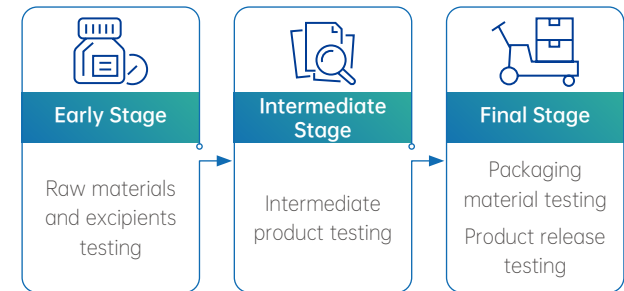 Early Stage
Raw materials
and excipients
testing
Intermediate
Stage
Intermediate
product testing
Final Stage
Packaging
material testing
Product release
testing